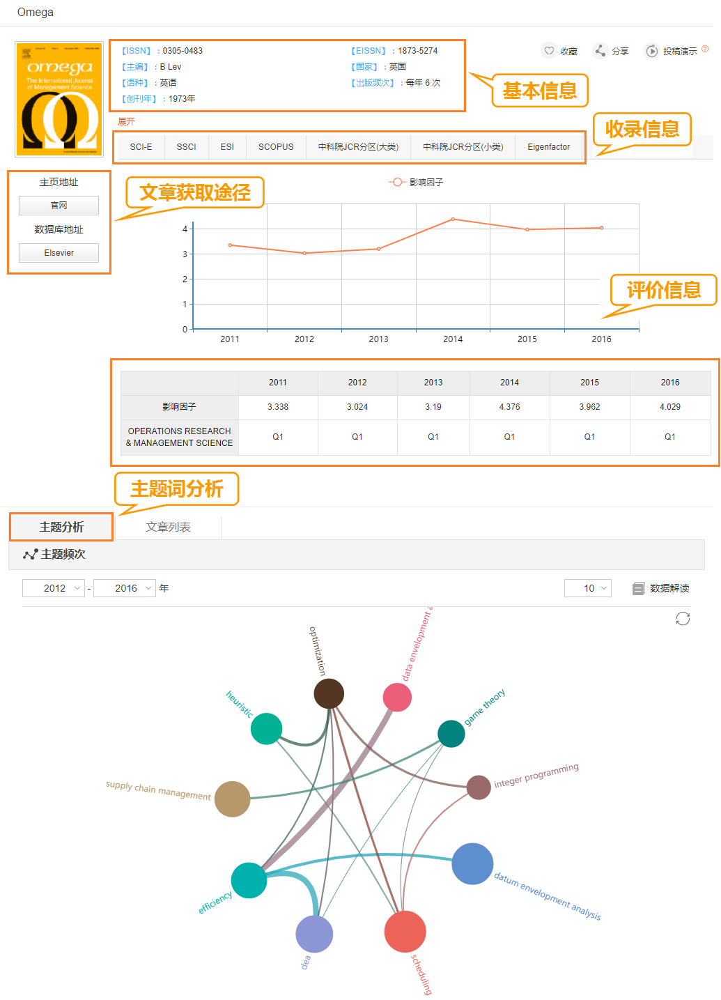 Omega
omega
The International Journal
of Management Science
【ISSN】：0305-0483
【EISSN】：1873-5274
【主编】：B Lev
【国家】：英国
【语种】：英语
【出版频次】：每年 6 次
【创刊年】：1973年
收藏
分享
投稿演示
?
基本信息
展开
收录信息
SCI-E
SSCI
ESI
SCOPUS
中科院JCR分区(大类)
中科院JCR分区(小类)
Eigenfactor
主页地址
官网
数据库地址
Elsevier
文章获取途径
影响因子
4
3
2
1
0
2011 2012 2013 2014 2015 2016
评价信息
2011 2012 2013 2014 2015 2016
影响因子 3.338 3.024 3.19 4.376 3.962 4.029
OPERATIONS RESEARCH
& MANAGEMENT SCIENCE Q1 Q1 Q1 Q1 Q1 Q1
主题词分析
主题分析
文章列表
主题频次
2012 - 2016 年
10
数据解读
optimization
data envelopment a
heuristic
game theory
supply chain management
integer programming
efficiency
datum envelopment analysis
dea
scheduling